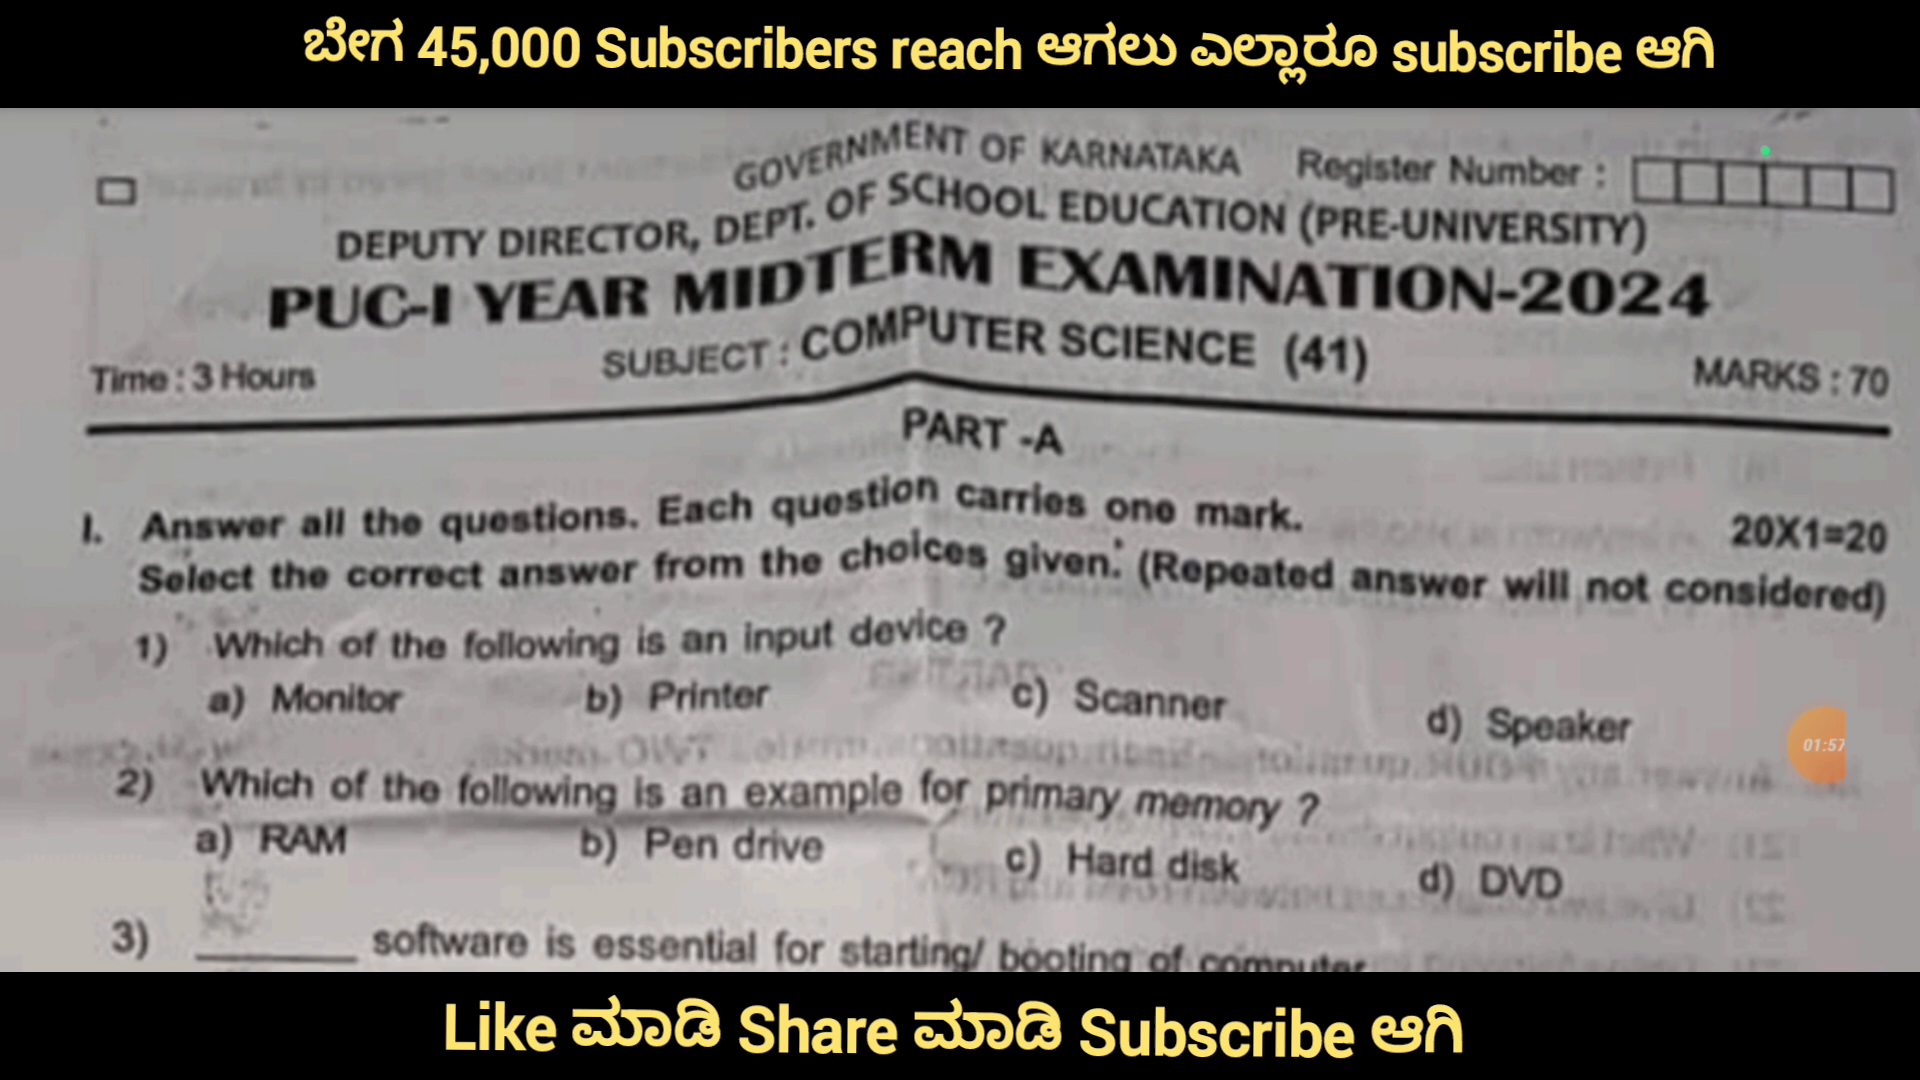 ಬೇಗ 45,000 Subscribers reach ಆಗಲು ಎಲ್ಲಾರೂ subscribe ಆಗಿ
GOVERNMENT OF KARNATAKA Register Number :
DEPUTY DIRECTOR, DEPT. OF SCHOOL EDUCATION (PRE-UNIVERSITY)
PUC-I YEAR MIDTERM EXAMINATION-2024
SUBJECT : COMPUTER SCIENCE (41)
Time : 3 Hours MARKS : 70
PART -A
I. Answer all the questions. Each question carries one mark. 20X1=20
Select the correct answer from the choices given. (Repeated answer will not considered)
1) Which of the following is an input device ?
a) Monitor b) Printer c) Scanner d) Speaker
01:57
2) Which of the following is an example for primary memory ?
a) RAM b) Pen drive c) Hard disk d) DVD
3) ________ software is essential for starting/ booting of computer
Like ಮಾಡಿ Share ಮಾಡಿ Subscribe ಆಗಿ